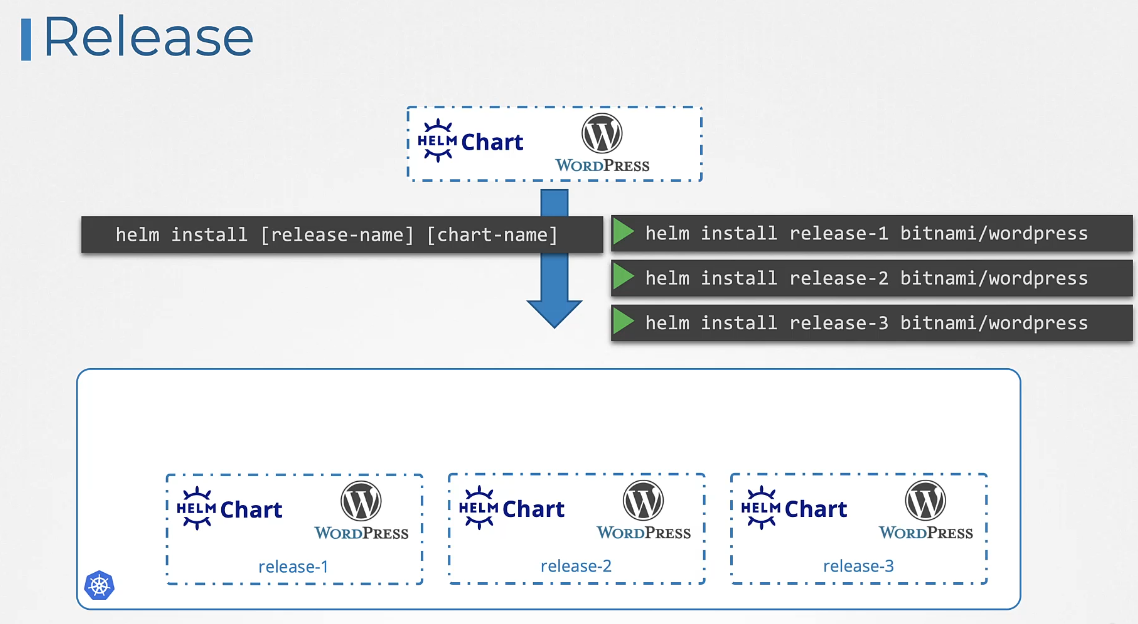 Release
HELM Chart
WORDPRESS
helm install [release-name] [chart-name]
helm install release-1 bitnami/wordpress
helm install release-2 bitnami/wordpress
helm install release-3 bitnami/wordpress
HELM Chart
WORDPRESS
release-1
HELM Chart
WORDPRESS
release-2
HELM Chart
WORDPRESS
release-3